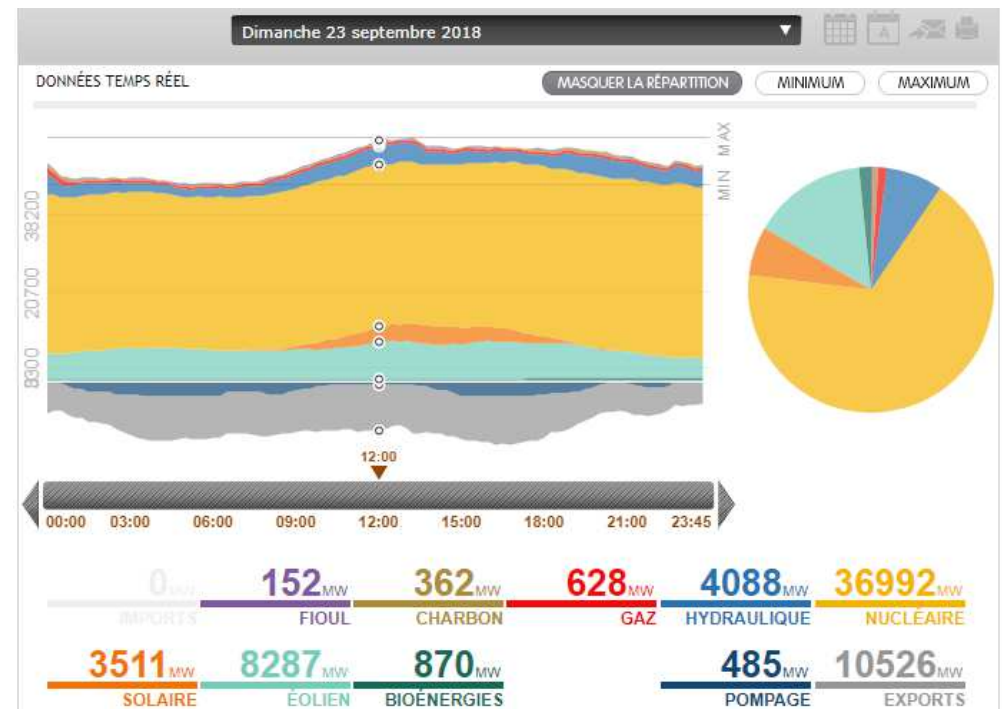 Dimanche 23 septembre 2018
A
DONNÉES TEMPS RÉEL
MASQUER LA RÉPARTITION
MINIMUM
MAXIMUM
MIN MAX
38200
20700
8300
12:00
00:00 03:00 06:00 09:00 12:00 15:00 18:00 21:00 23:45
0MW 152MW 362MW 628MW 4088MW 36992MW
IMPORTS FIOUL CHARBON GAZ HYDRAULIQUE NUCLÉAIRE
3511MW 8287MW 870MW 485MW 10526MW
SOLAIRE ÉOLIEN BIOÉNERGIES POMPAGE EXPORTS